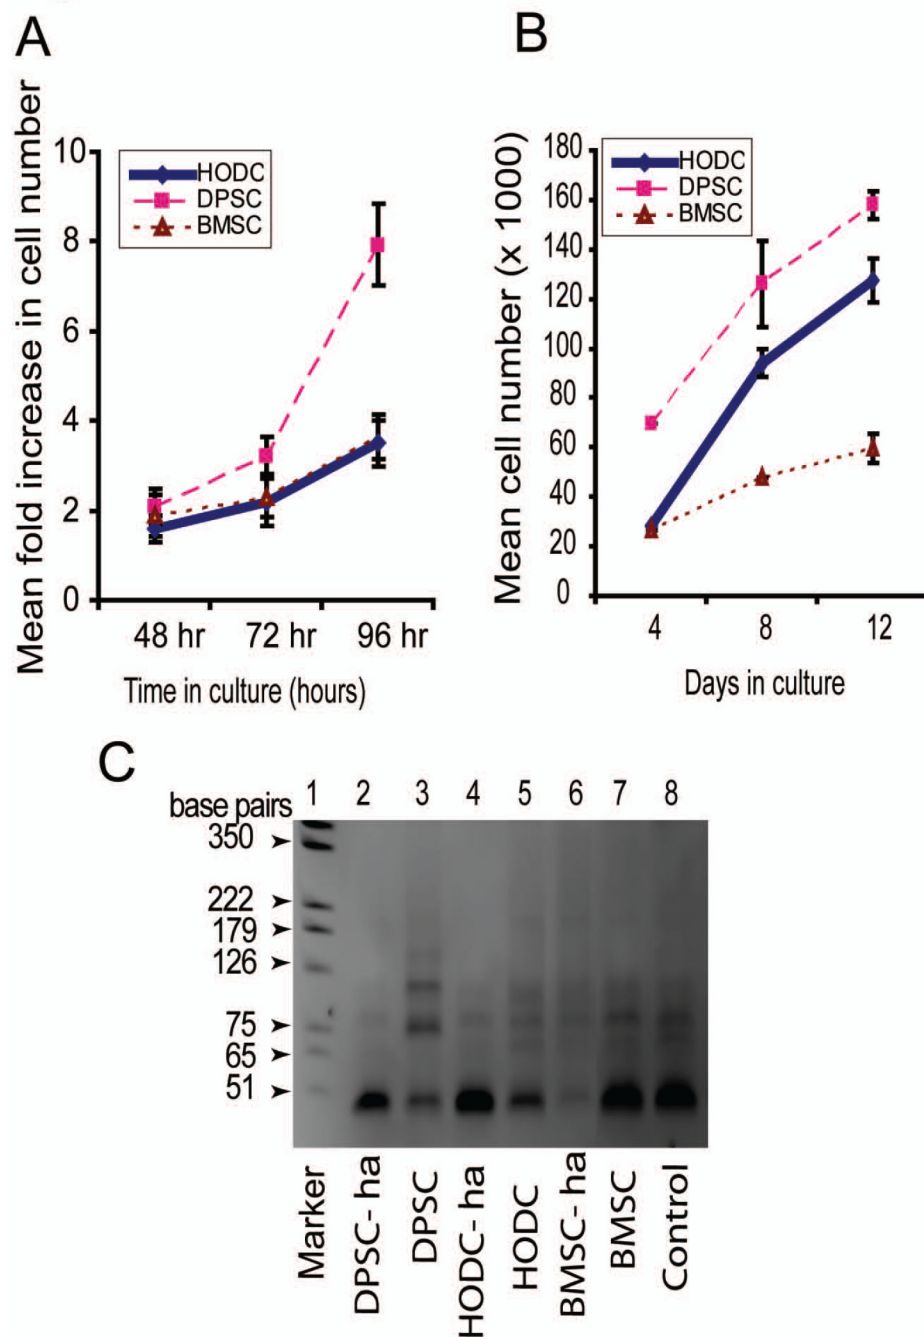 A
Mean fold increase in cell number
10
8
6
4
2
0
HODC
DPSC
BMSC
48 hr 72 hr 96 hr
Time in culture (hours)
B
Mean cell number (x 1000)
180
160
140
120
100
80
60
40
20
0
HODC
DPSC
BMSC
4 8 12
Days in culture
C
base pairs 1 2 3 4 5 6 7 8
350
222
179
126
75
65
51
Marker
DPSC- ha
DPSC
HODC- ha
HODC
BMSC- ha
BMSC
Control